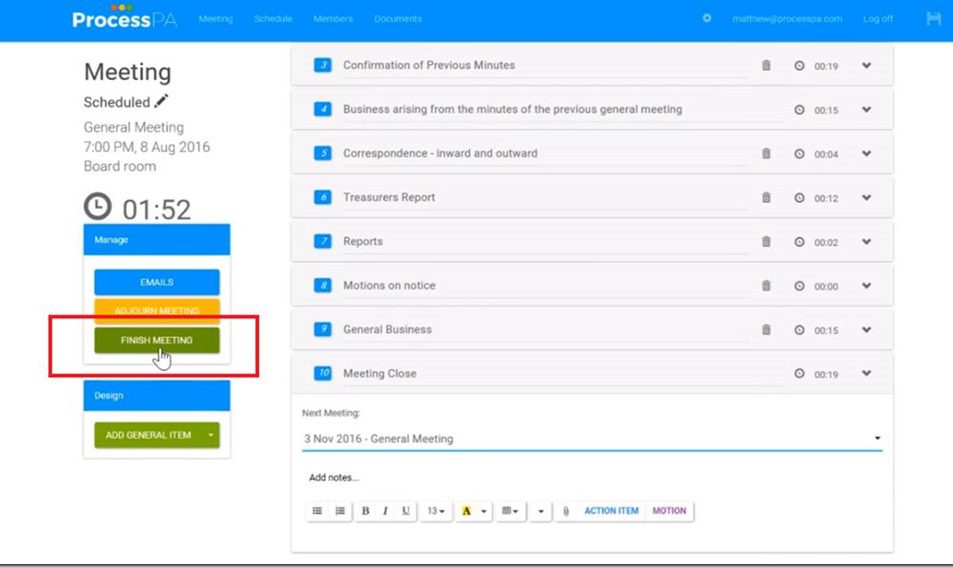 ProcessPA Meeting Schedule Members Documents matthew@processpa.com Log off
Meeting
Scheduled
General Meeting
7:00 PM, 8 Aug 2016
Board room
01:52
Manage
EMAILS
ADJOURN MEETING
FINISH MEETING
Design
ADD GENERAL ITEM
3 Confirmation of Previous Minutes 00:19
4 Business arising from the minutes of the previous general meeting 00:15
5 Correspondence - inward and outward 00:04
6 Treasurers Report 00:12
7 Reports 00:02
8 Motions on notice 00:00
9 General Business 00:15
10 Meeting Close 00:19
Next Meeting:
3 Nov 2016 - General Meeting
Add notes...
B I U 13 A ACTION ITEM MOTION